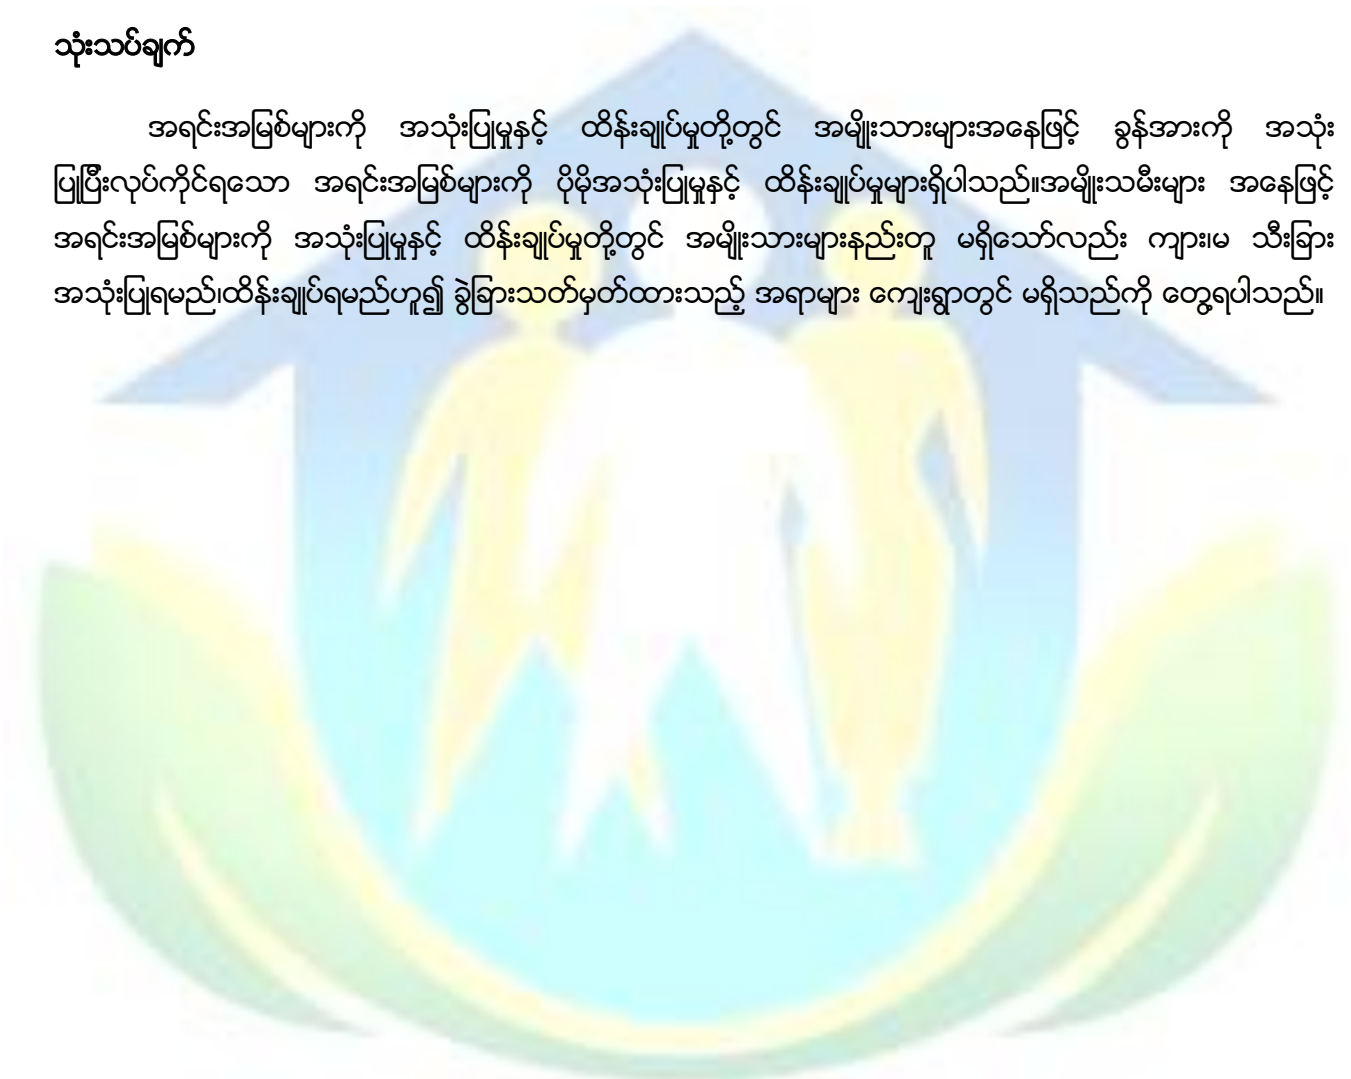 သုံးသပ်ချက်
အရင်းအမြစ်များကို အသုံးပြုမှုနှင့် ထိန်းချုပ်မှုတို့တွင် အမျိုးသားများအနေဖြင့် ခွန်အားကို အသုံး
ပြုပြီးလုပ်ကိုင်ရသော အရင်းအမြစ်များကို ပိုမိုအသုံးပြုမှုနှင့် ထိန်းချုပ်မှုများရှိပါသည်။အမျိုးသမီးများ အနေဖြင့်
အရင်းအမြစ်များကို အသုံးပြုမှုနှင့် ထိန်းချုပ်မှုတို့တွင် အမျိုးသားများနည်းတူ မရှိသော်လည်း ကျား၊မ သီးခြား
အသုံးပြုရမည်၊ထိန်းချုပ်ရမည်ဟူ၍ ခွဲခြားသတ်မှတ်ထားသည့် အရာများ ကျေးရွာတွင် မရှိသည်ကို တွေ့ရပါသည်။